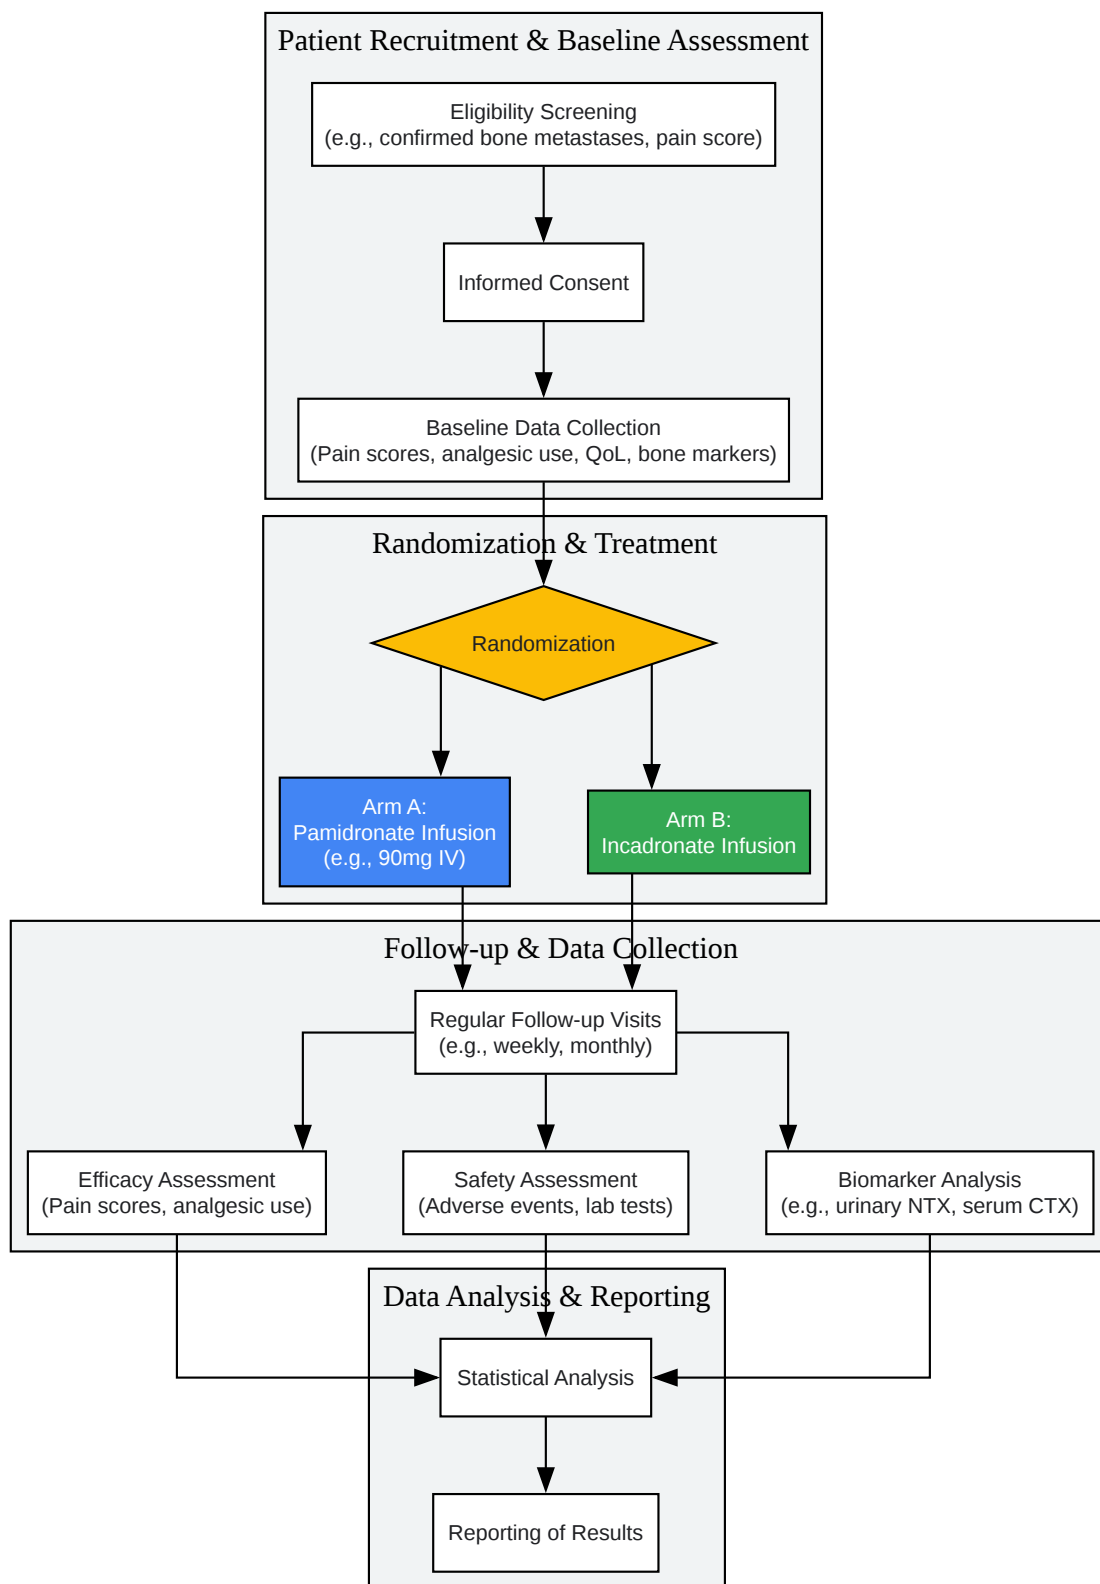 Patient Recruitment & Baseline Assessment
Eligibility Screening
(e.g., confirmed bone metastases, pain score)
Informed Consent
Baseline Data Collection
(Pain scores, analgesic use, QoL, bone markers)
Randomization & Treatment
Randomization
Arm A:
Pamidronate Infusion
(e.g., 90mg IV)
Arm B:
Incadronate Infusion
Follow-up & Data Collection
Regular Follow-up Visits
(e.g., weekly, monthly)
Efficacy Assessment
(Pain scores, analgesic use)
Safety Assessment
(Adverse events, lab tests)
Biomarker Analysis
(e.g., urinary NTX, serum CTX)
Data Analysis & Reporting
Statistical Analysis
Reporting of Results